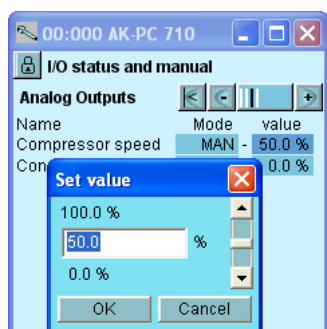 00:000 AK-PC 710
I/O status and manual
Analog Outputs
Name Mode value
Compressor speed MAN - 50.0 %
Con 0.0 %
Set value
100.0 %
50.0 %
0.0 %
OK Cancel